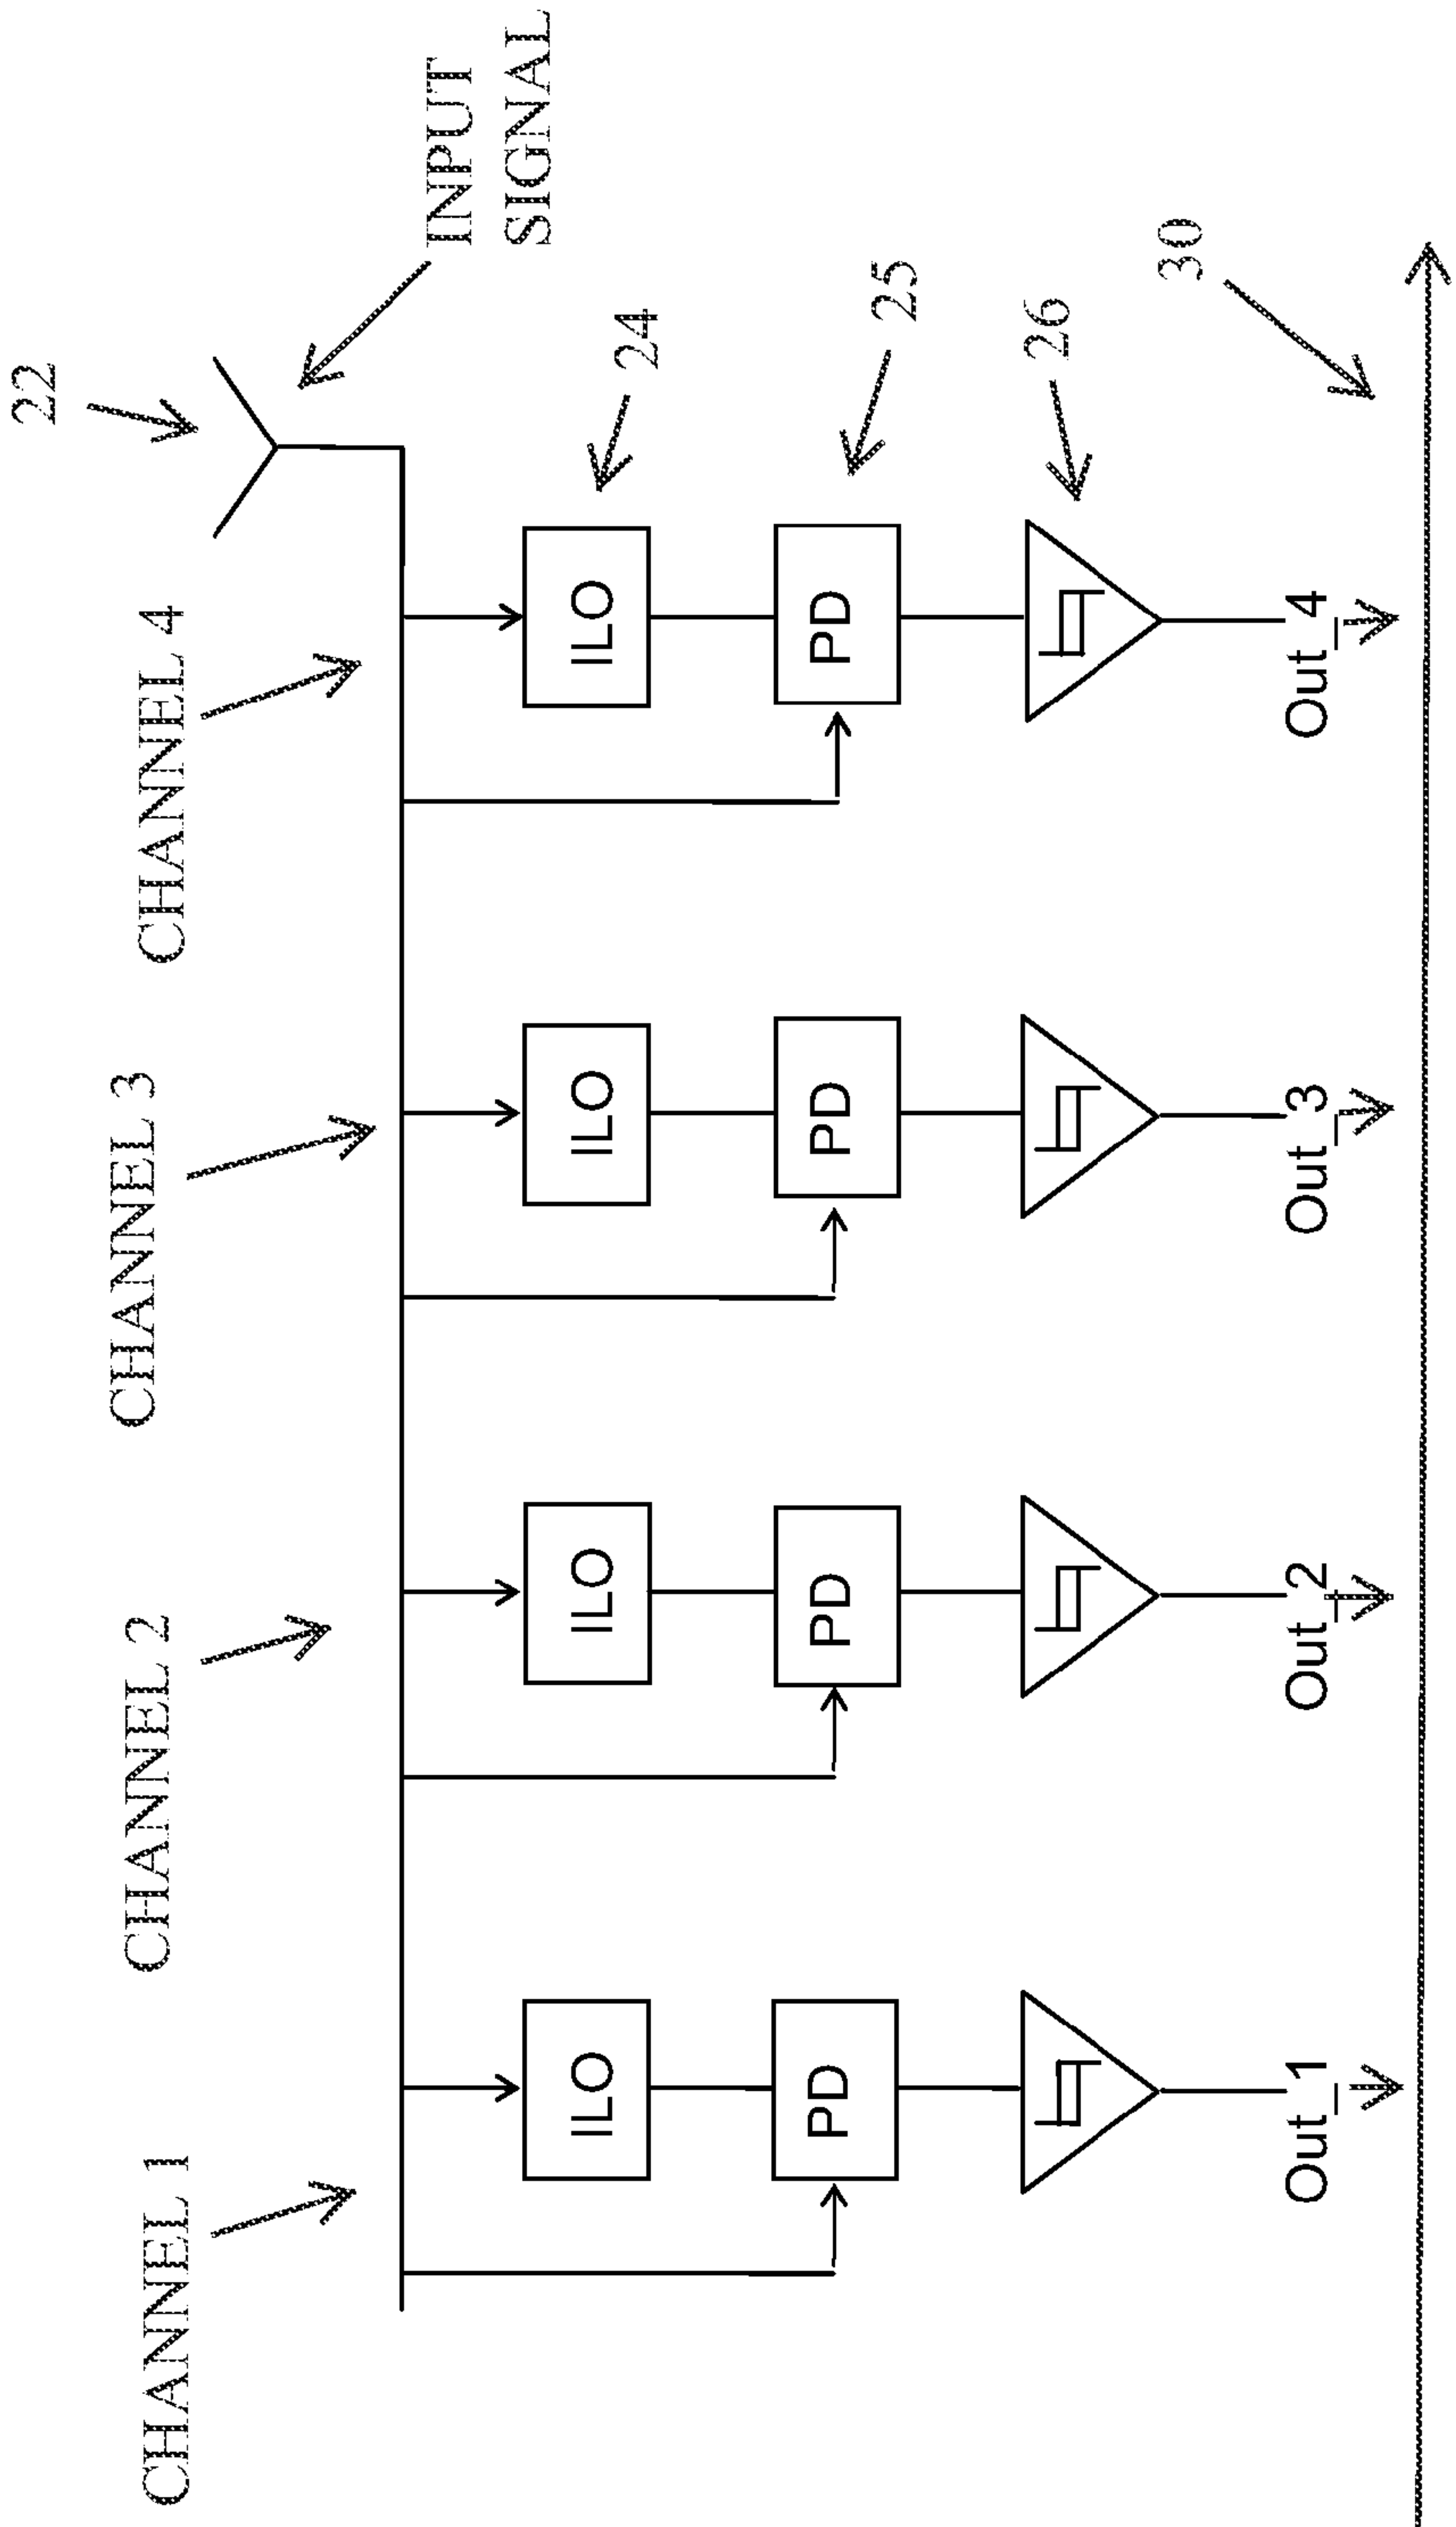 22
INPUT
SIGNAL
CHANNEL 1
CHANNEL 2
CHANNEL 3
CHANNEL 4
ILO
ILO
ILO
ILO
24
PD
PD
PD
PD
25
26
30
Out_1
Out_2
Out_3
Out_4